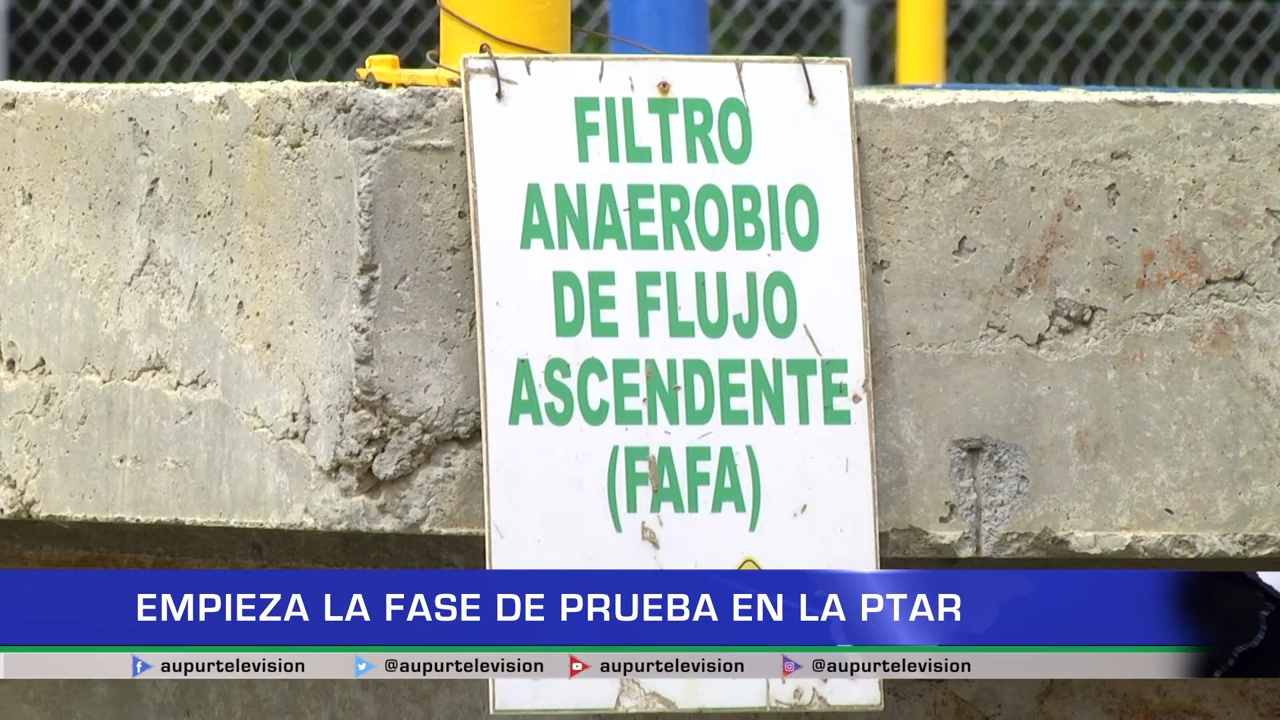 FILTRO
ANAEROBIO
DE FLUJO
ASCENDENTE
(FAFA)
EMPIEZA LA FASE DE PRUEBA EN LA PTAR
aupurtelevision @aupurtelevision aupurtelevision @aupurtelevision